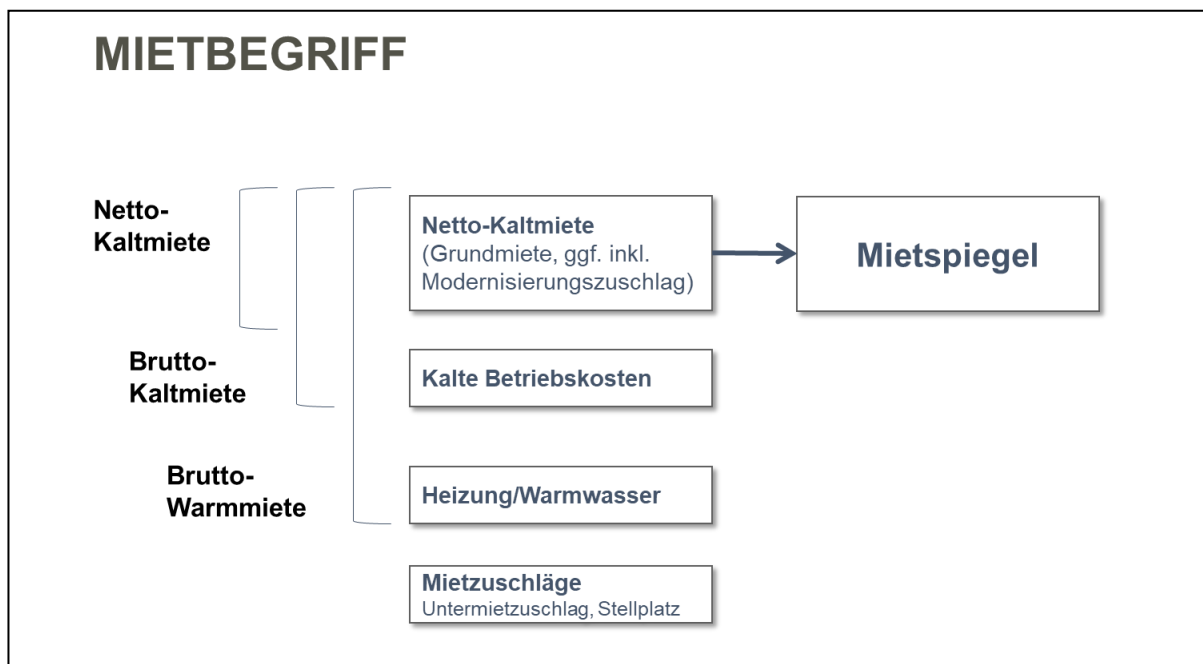 MIETBEGRIFF
Netto-
Kaltmiete
Netto-Kaltmiete
(Grundmiete, ggf. inkl.
Modernisierungszuschlag)
Mietspiegel
Brutto-
Kaltmiete
Kalte Betriebskosten
Brutto-
Warmmiete
Heizung/Warmwasser
Mietzuschläge
Untermietzuschlag, Stellplatz